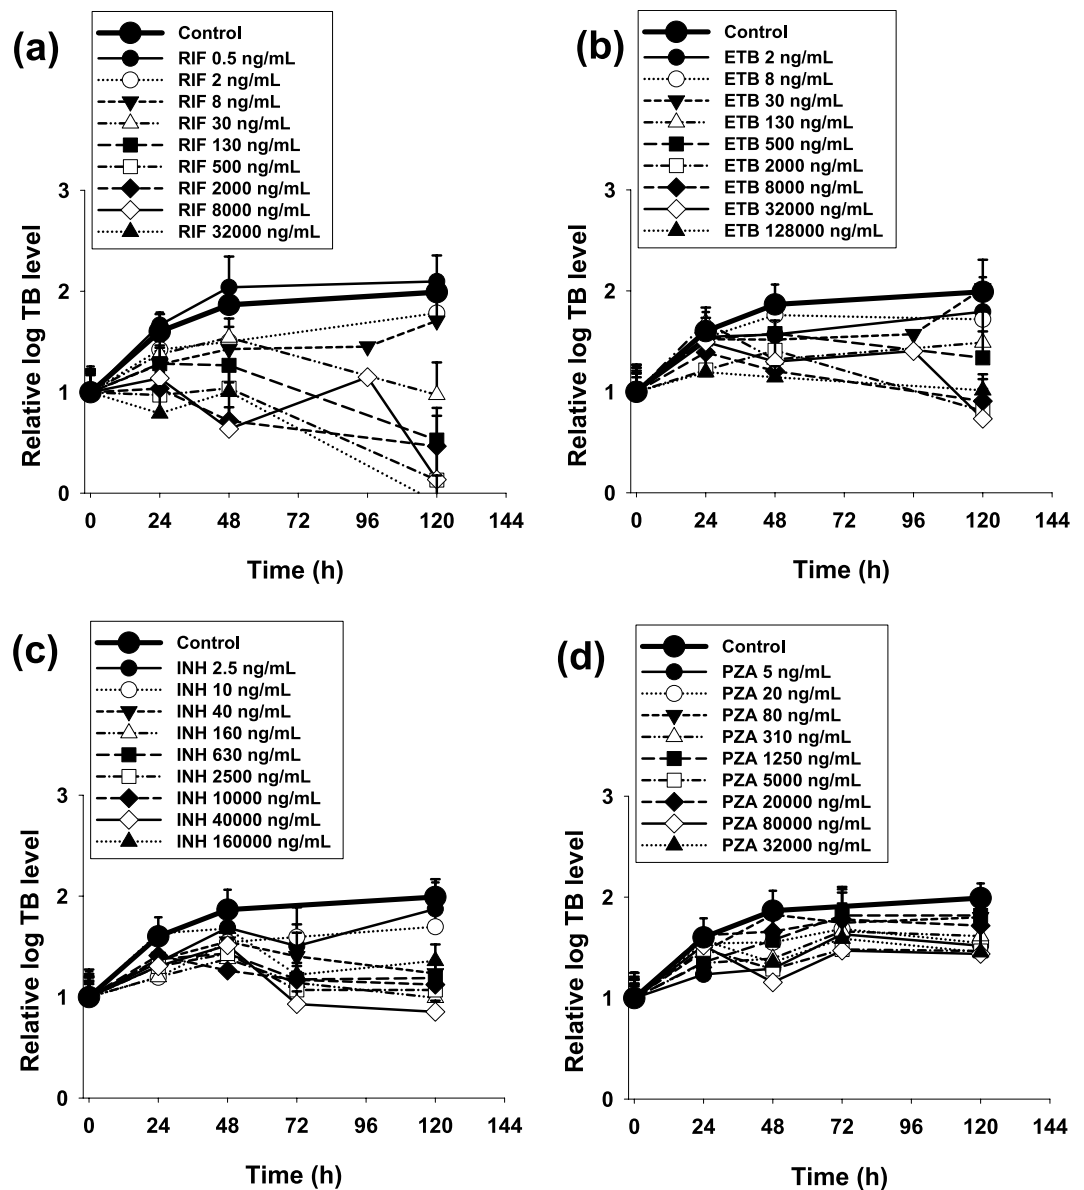 (a)
Control
RIF 0.5 ng/mL
RIF 2 ng/mL
RIF 8 ng/mL
RIF 30 ng/mL
RIF 130 ng/mL
RIF 500 ng/mL
RIF 2000 ng/mL
RIF 8000 ng/mL
RIF 32000 ng/mL
Relative log TB level
3
2
1
0
0 24 48 72 96 120 144
Time (h)
(b)
Control
ETB 2 ng/mL
ETB 8 ng/mL
ETB 30 ng/mL
ETB 130 ng/mL
ETB 500 ng/mL
ETB 2000 ng/mL
ETB 8000 ng/mL
ETB 32000 ng/mL
ETB 128000 ng/mL
Relative log TB level
3
2
1
0
0 24 48 72 96 120 144
Time (h)
(c)
Control
INH 2.5 ng/mL
INH 10 ng/mL
INH 40 ng/mL
INH 160 ng/mL
INH 630 ng/mL
INH 2500 ng/mL
INH 10000 ng/mL
INH 40000 ng/mL
INH 160000 ng/mL
Relative log TB level
3
2
1
0
0 24 48 72 96 120 144
Time (h)
(d)
Control
PZA 5 ng/mL
PZA 20 ng/mL
PZA 80 ng/mL
PZA 310 ng/mL
PZA 1250 ng/mL
PZA 5000 ng/mL
PZA 20000 ng/mL
PZA 80000 ng/mL
PZA 32000 ng/mL
Relative log TB level
3
2
1
0
0 24 48 72 96 120 144
Time (h)